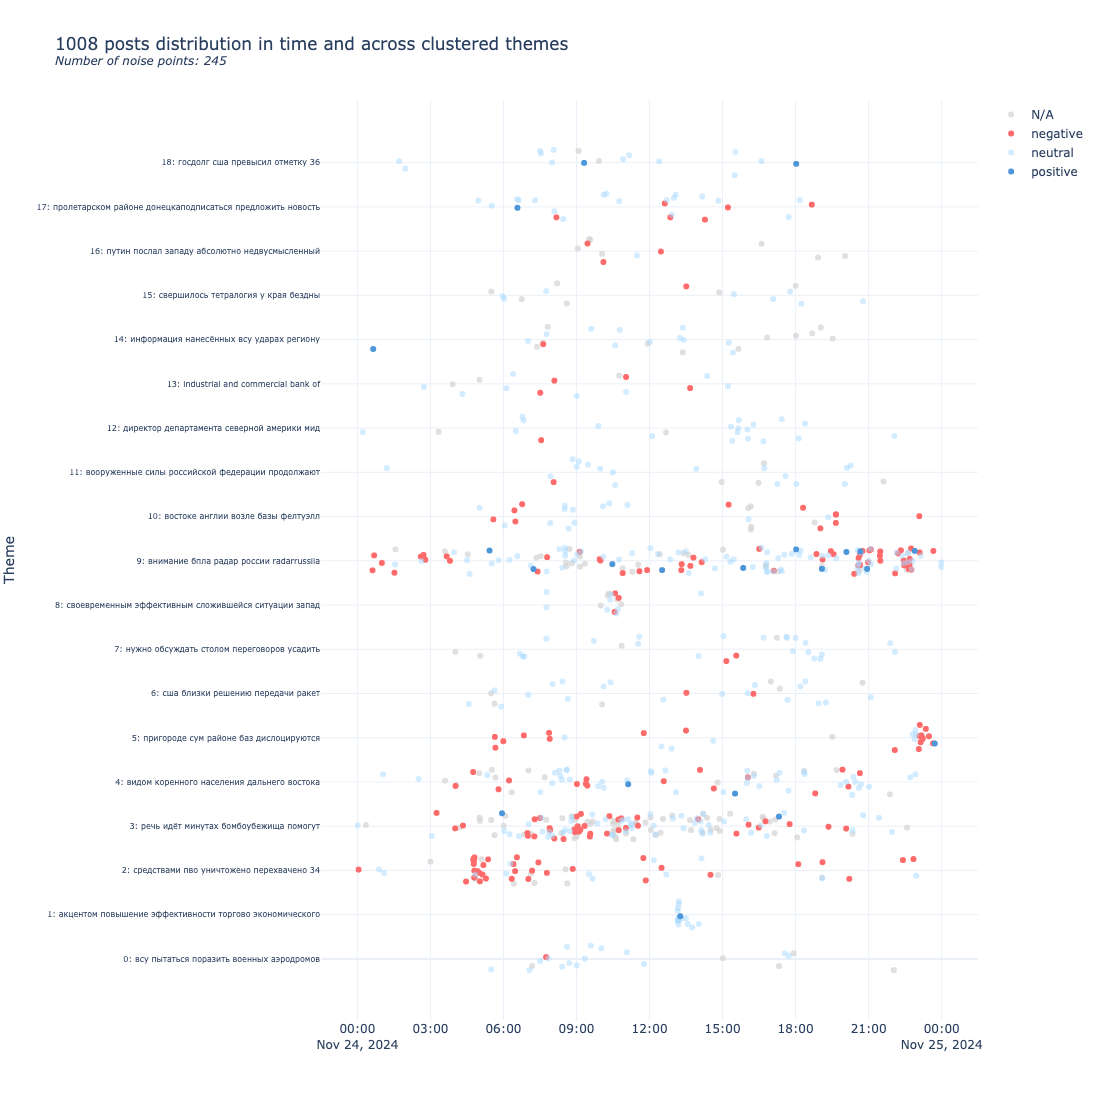 1008 posts distribution in time and across clustered themes
Number of noise points: 245
N/A
negative
neutral
positive
Theme
18: госдолг сша превысил отметку 36
17: пролетарском районе донецкаподписаться предложить новость
16: путин послал западу абсолютно недвусмысленный
15: свершилось тетралогия у края бездны
14: информация нанесённых всу ударах региону
13: industrial and commercial bank of
12: директор департамента северной америки мид
11: вооруженные силы российской федерации продолжают
10: востоке англии возле базы фелтуэлл
9: внимание бпла радар россии radarrussiia
8: своевременным эффективным сложившейся ситуации запад
7: нужно обсуждать столом переговоров усадить
6: сша близки решению передачи ракет
5: пригороде сум районе баз дислоцируются
4: видом коренного населения дальнего востока
3: речь идёт минутах бомбоубежища помогут
2: средствами пво уничтожено перехвачено 34
1: акцентом повышение эффективности торгово экономического
0: всу пытаться поразить военных аэродромов
00:00 03:00 06:00 09:00 12:00 15:00 18:00 21:00 00:00
Nov 24, 2024 Nov 25, 2024